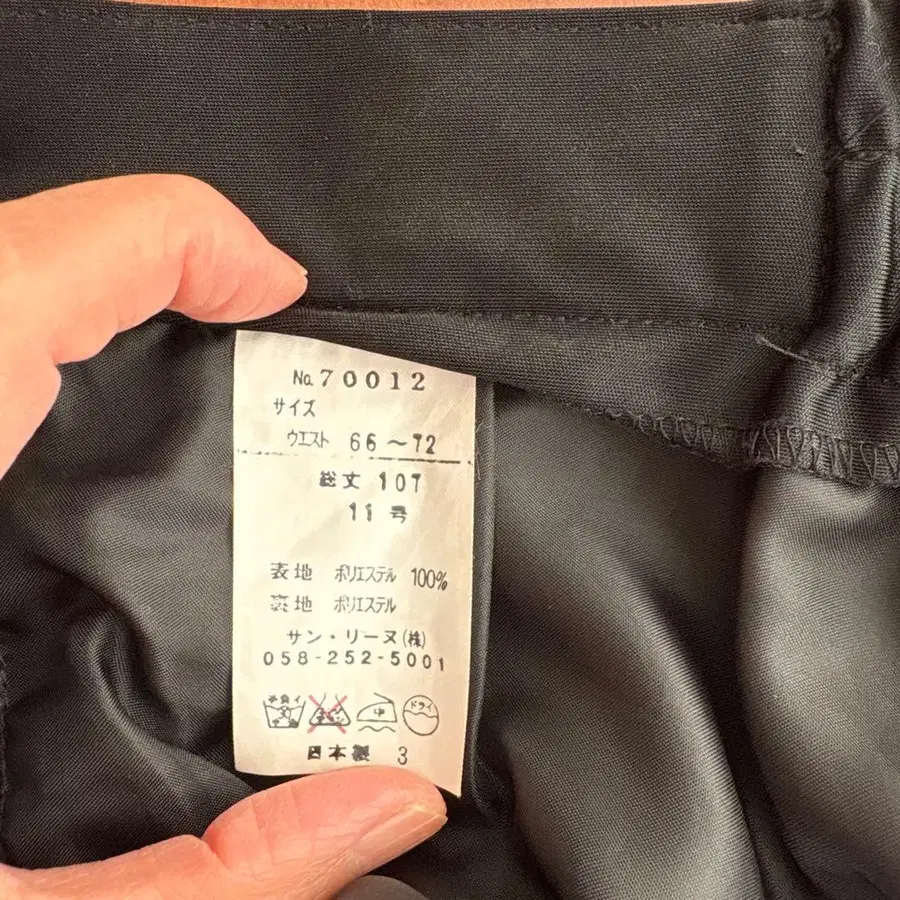 No.70012
サイズ
ウエスト 66～72
総丈 107
11号
表地 ポリエステル 100%
裏地 ポリエステル
サン・リーヌ(株)
058-252-5001
手洗イ 中 ドライ
日本製 3